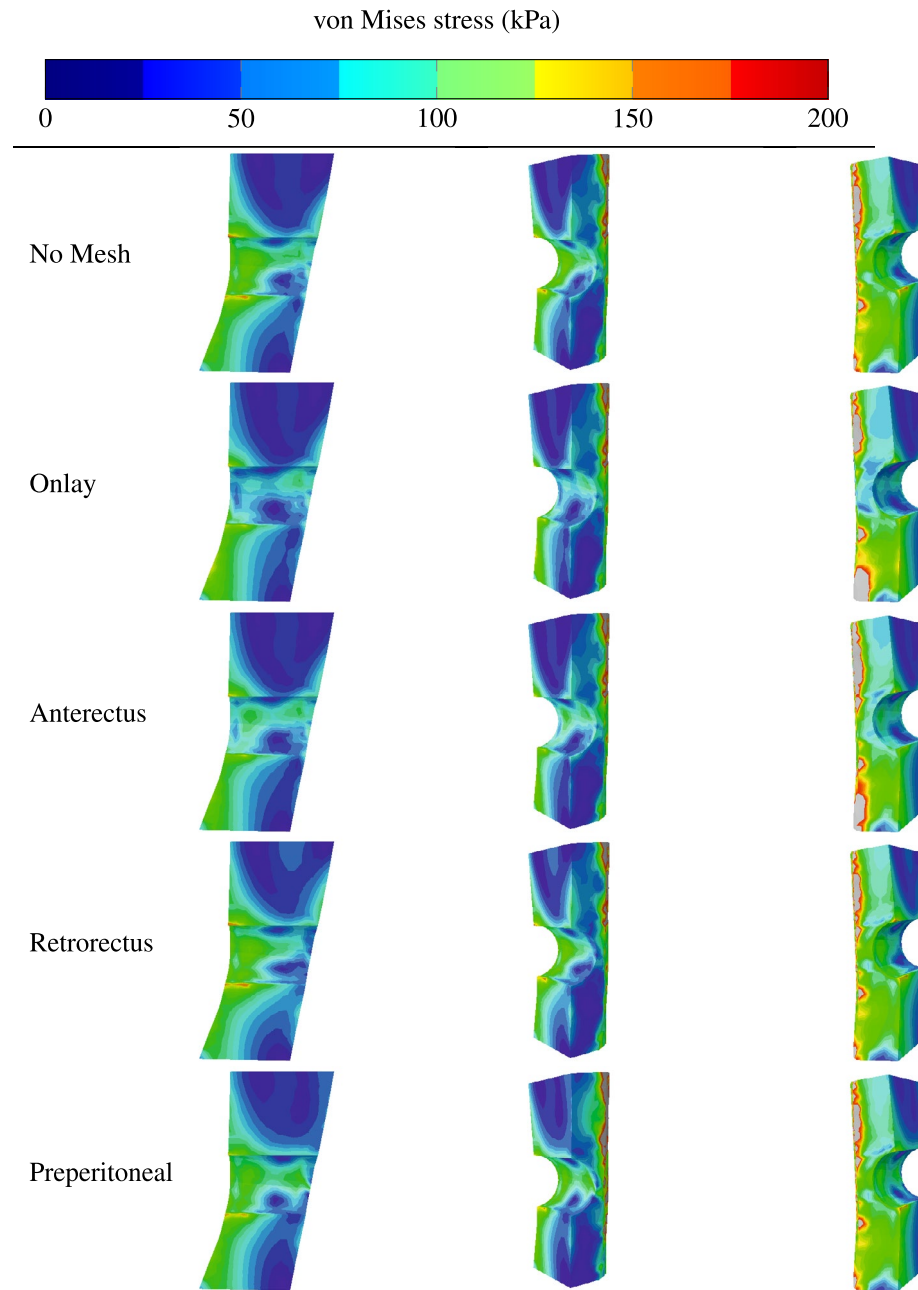 von Mises stress (kPa)
0 50 100 150 200
No Mesh
Onlay
Anterectus
Retrorectus
Preperitoneal